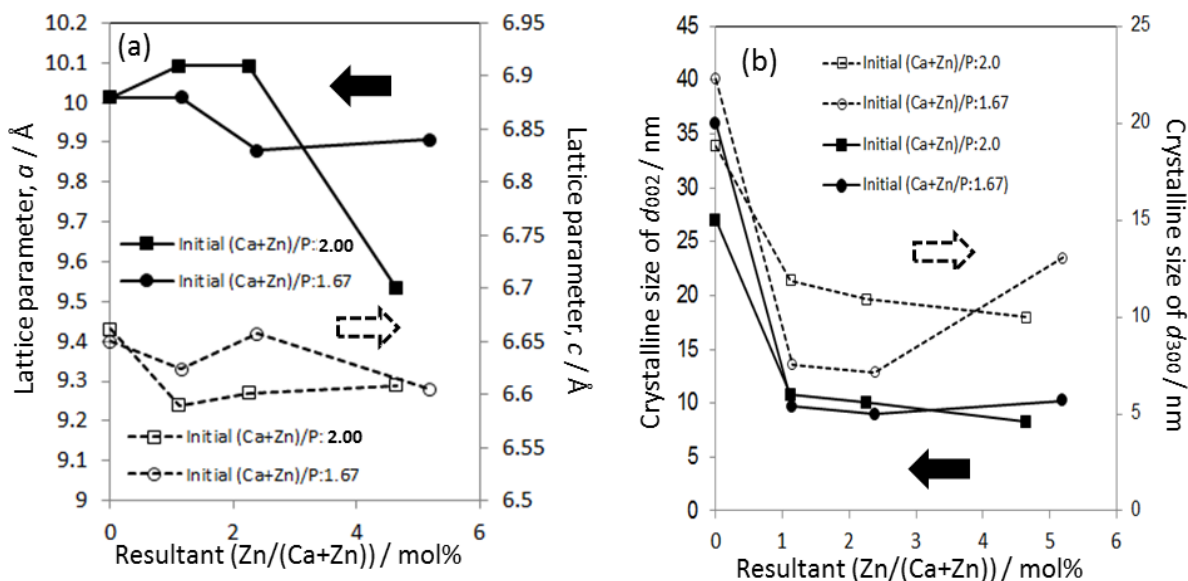 (a)
10.2
10.1
10
9.9
9.8
9.7
9.6
9.5
9.4
9.3
9.2
9.1
9
Lattice parameter, a / Å
6.95
6.9
6.85
6.8
6.75
6.7
6.65
6.6
6.55
6.5
Lattice parameter, c / Å
Initial (Ca+Zn)/P: 2.00
Initial (Ca+Zn)/P:1.67
Initial (Ca+Zn)/P: 2.00
Initial (Ca+Zn)/P:1.67
0 2 4 6
Resultant (Zn/(Ca+Zn)) / mol%
(b)
45
40
35
30
25
20
15
10
5
0
Crystalline size of d002 / nm
25
20
15
10
5
0
Crystalline size of d300 / nm
Initial (Ca+Zn)/P:2.0
Initial (Ca+Zn)/P:1.67
Initial (Ca+Zn)/P:2.0
Initial (Ca+Zn/P:1.67)
0 1 2 3 4 5 6
Resultant (Zn/(Ca+Zn)) / mol%